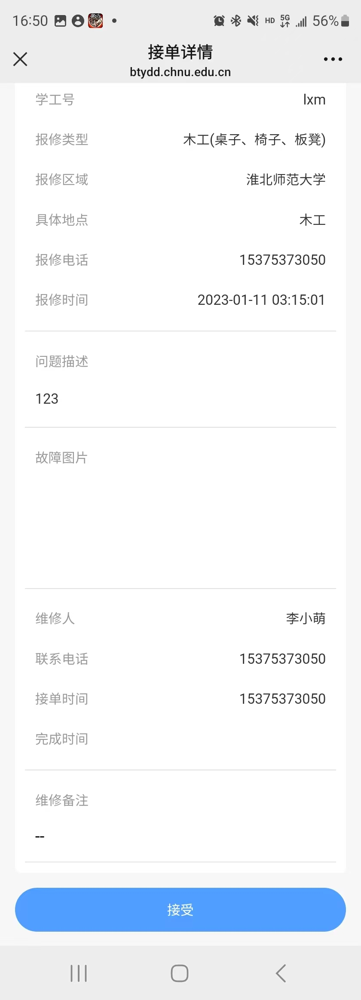 16:50 HD 5G 56%
接单详情
btydd.chnu.edu.cn
学工号 lxm
报修类型 木工(桌子、椅子、板凳)
报修区域 淮北师范大学
具体地点 木工
报修电话 15375373050
报修时间 2023-01-11 03:15:01
问题描述
123
故障图片
维修人 李小萌
联系电话 15375373050
接单时间 15375373050
完成时间
维修备注
--
接受